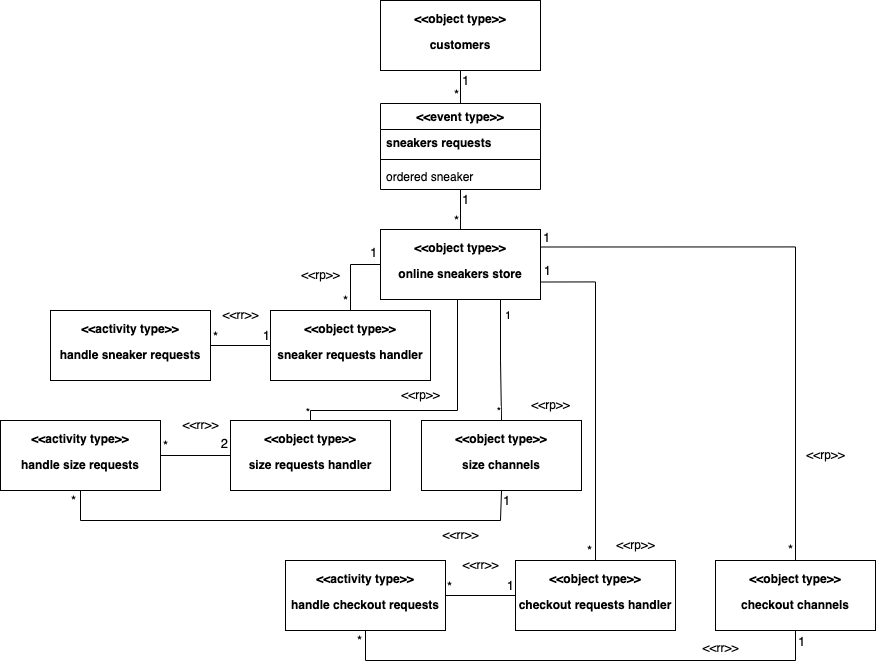 <<object type>>
customers
1
*
<<event type>>
sneakers requests
ordered sneaker
1
*
<<object type>>
online sneakers store
1
1
1
<<rp>>
*
1
<<activity type>>
handle sneaker requests
<<rr>>
*
1
<<object type>>
sneaker requests handler
<<rp>>
*
*
<<rp>>
<<activity type>>
handle size requests
<<rr>>
*
2
<<object type>>
size requests handler
<<object type>>
size channels
<<rp>>
*
1
<<rr>>
*
<<rp>>
*
<<activity type>>
handle checkout requests
<<rr>>
*
1
<<object type>>
checkout requests handler
<<object type>>
checkout channels
*
<<rr>>
1